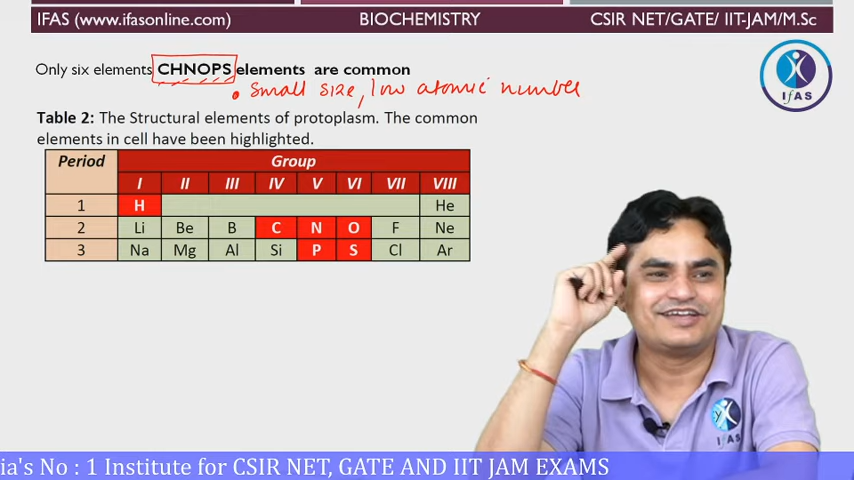 IFAS (www.ifasonline.com) BIOCHEMISTRY CSIR NET/GATE/ IIT-JAM/M.Sc
Only six elements CHNOPS elements are common
• small size, low atomic number
IFAS
Table 2: The Structural elements of protoplasm. The common
elements in cell have been highlighted.
Period Group
I II III IV V VI VII VIII
1 H He
2 Li Be B C N O F Ne
3 Na Mg Al Si P S Cl Ar
IFAS
ia's No : 1 Institute for CSIR NET, GATE AND IIT JAM EXAMS